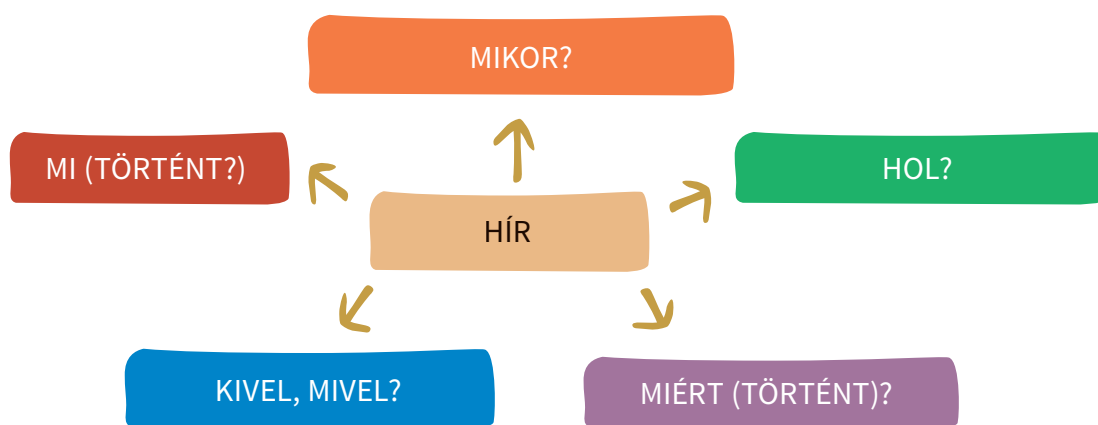 MIKOR?
MI (TÖRTÉNT?)
HOL?
HÍR
KIVEL, MIVEL?
MIÉRT (TÖRTÉNT)?